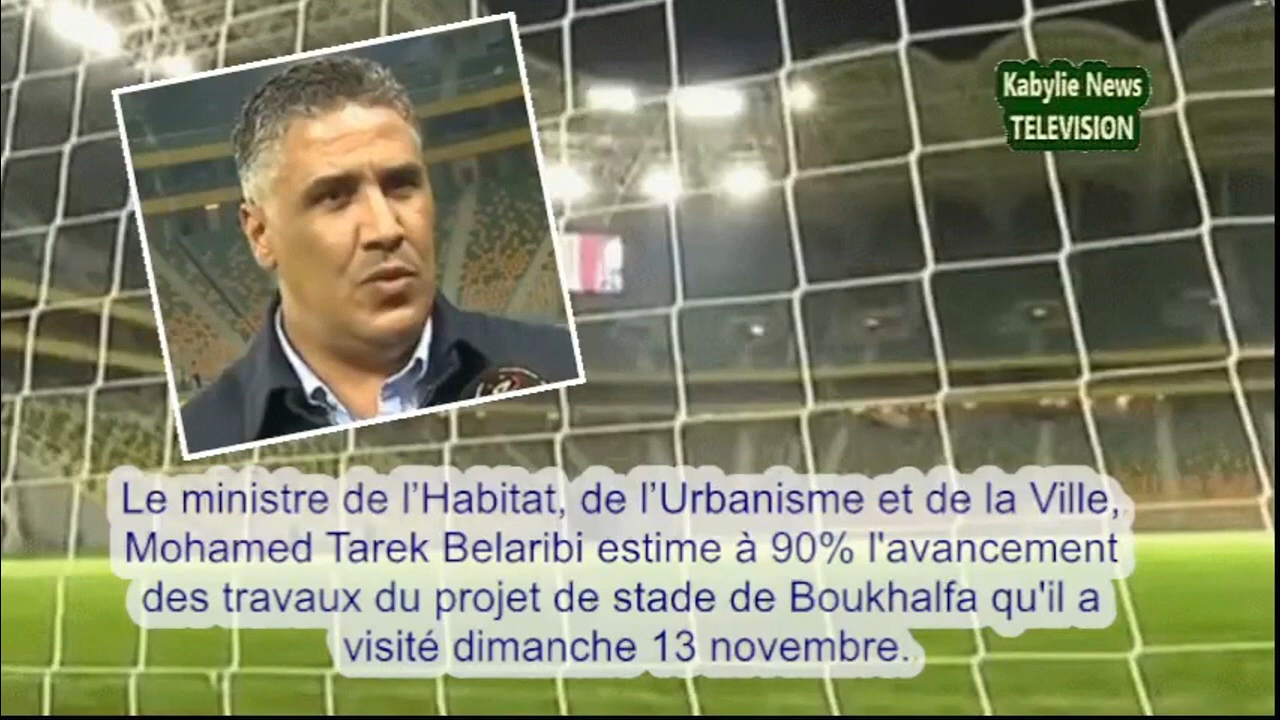 Kabylie News
TELEVISION
Le ministre de l’Habitat, de l’Urbanisme et de la Ville,
Mohamed Tarek Belaribi estime à 90% l'avancement
des travaux du projet de stade de Boukhalfa qu'il a
visité dimanche 13 novembre.